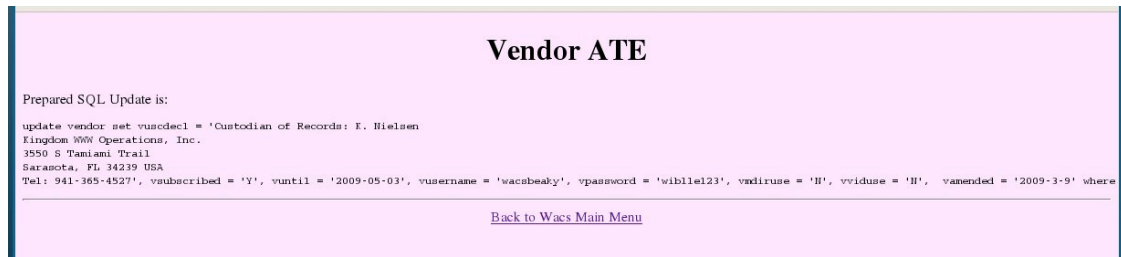 Vendor ATE
Prepared SQL Update is:
update vendor set vuscdecl = 'Custodian of Records: K. Nielsen
Kingdom WWW Operations, Inc.
3550 S Tamiami Trail
Sarasota, FL 34239 USA
Tel: 941-365-4527', vsubscribed = 'Y', vuntil = '2009-05-03', vusername = 'wacsbeaky', vpassword = 'wiblle123', vmdiruse = 'N', vviduse = 'N',  vamended = '2009-3-9' where
Back to Wacs Main Menu